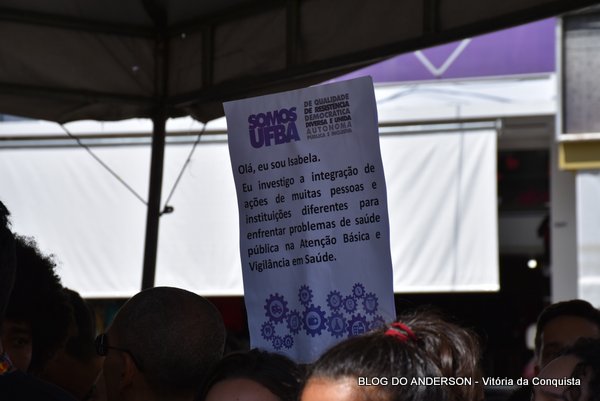 SOMOS
UFBA
DE QUALIDADE
DE RESISTÊNCIA
DEMOCRÁTICA
DIVERSA E UNIDA
AUTÔNOMA
PÚBLICA E INCLUSIVA
Olá, eu sou Isabela.
Eu investigo a integração de
ações de muitas pessoas e
instituições diferentes para
enfrentar problemas de saúde
pública na Atenção Básica e
Vigilância em Saúde.
BLOG DO ANDERSON - Vitória da Conquista